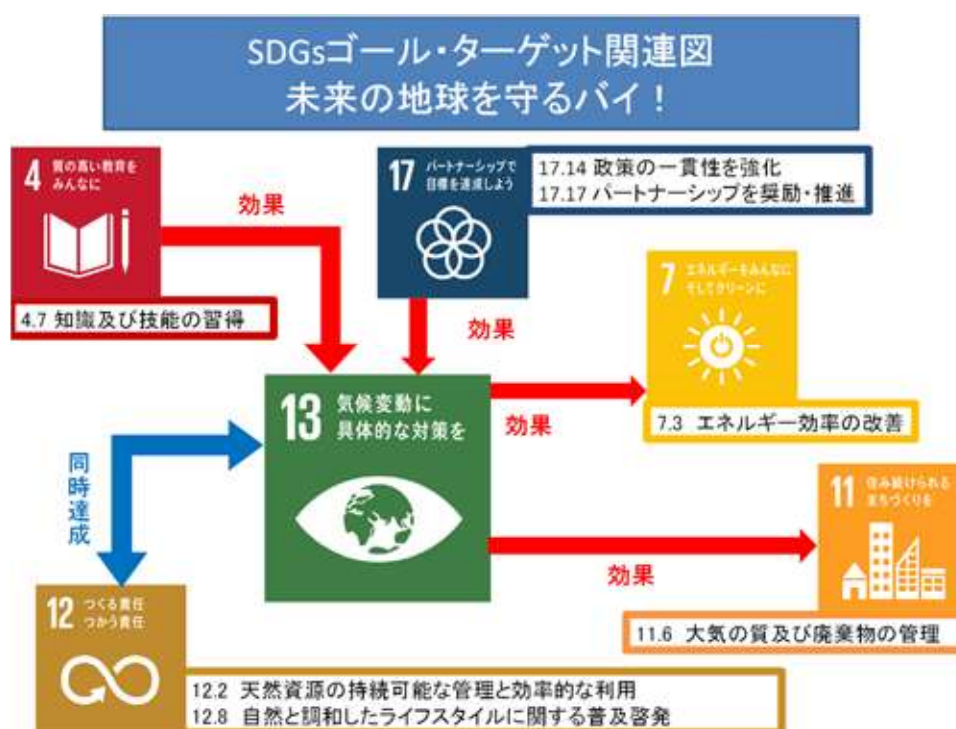 SDGsゴール・ターゲット関連図
未来の地球を守るバイ！
4 質の高い教育を
みんなに
効果
4.7 知識及び技能の習得
17 パートナーシップで
目標を達成しよう
17.14 政策の一貫性を強化
17.17 パートナーシップを奨励・推進
効果
7 エネルギーをみんなに
そしてクリーンに
7.3 エネルギー効率の改善
13 気候変動に
具体的な対策を
効果
同時達成
11 住み続けられる
まちづくりを
効果
11.6 大気の質及び廃棄物の管理
12 つくる責任
つかう責任
12.2 天然資源の持続可能な管理と効率的な利用
12.8 自然と調和したライフスタイルに関する普及啓発